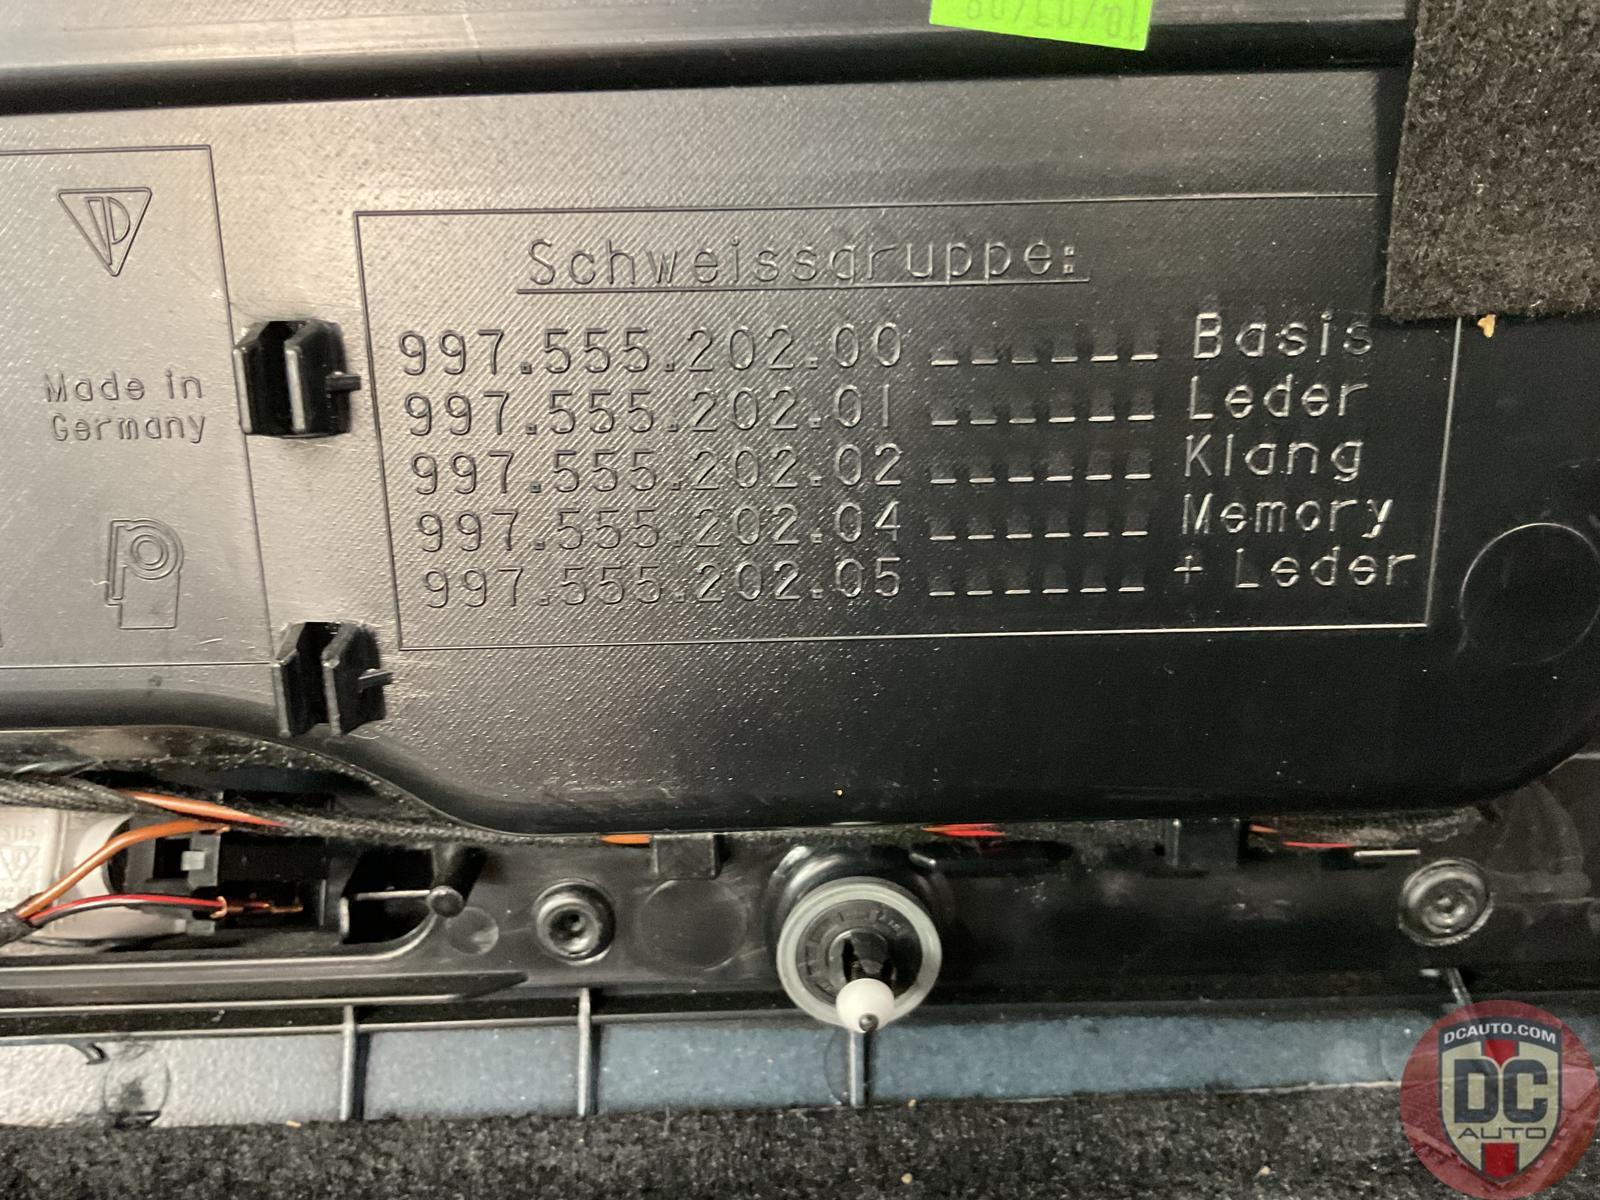 Schweissgruppe:
997.555.202.00 ______ Basis
997.555.202.01 ______ Leder
997.555.202.02 ______ Klang
997.555.202.04 ______ Memory
997.555.202.05 ______ + Leder
Made in
Germany
DCAUTO.COM
DC
AUTO